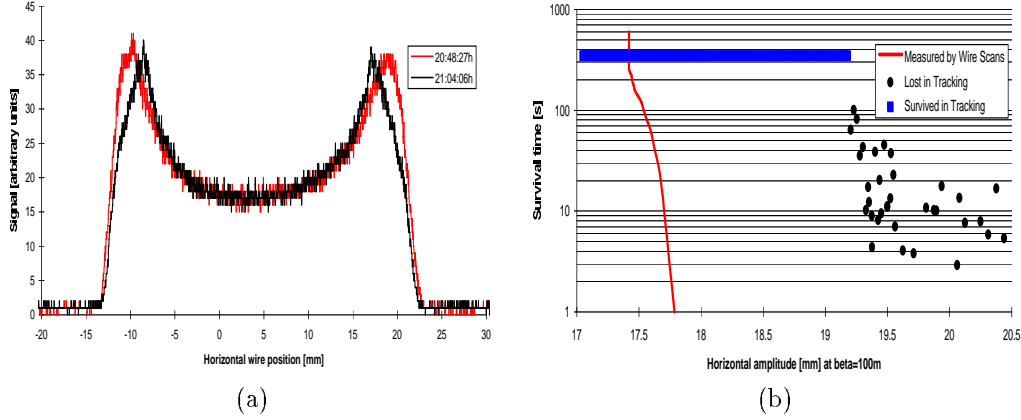 45
40
35
30
25
20
15
10
5
0
Signal [arbitrary units]
20:48:27h
21:04:06h
-20 -15 -10 -5 0 5 10 15 20 25 30
Horizontal wire position [mm]
(a)
1000
100
10
1
Survival time [s]
Measured by Wire Scans
Lost in Tracking
Survived in Tracking
17 17.5 18 18.5 19 19.5 20 20.5
Horizontal amplitude [mm] at beta=100m
(b)